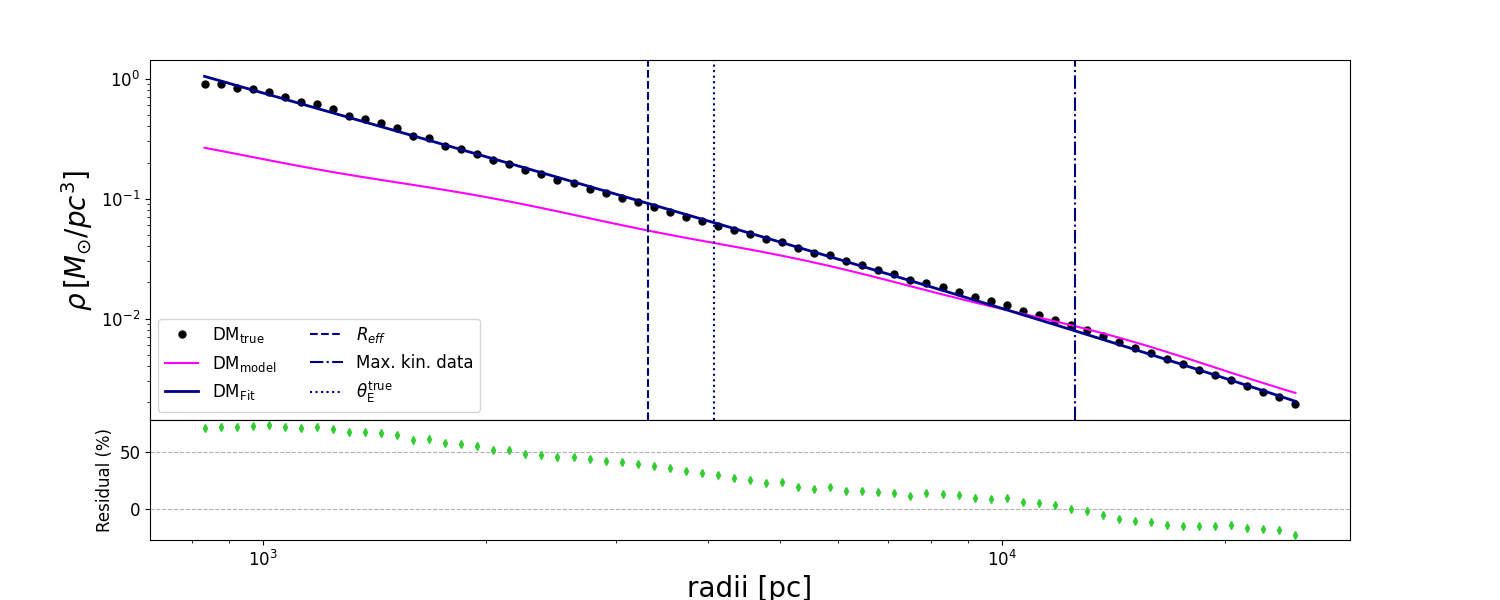 10⁰
10⁻¹
10⁻²
ρ [M⊙/pc³]
DM_true
DM_model
DM_Fit
R_eff
Max. kin. data
θ_E^true
50
0
Residual (%)
10³
10⁴
radii [pc]